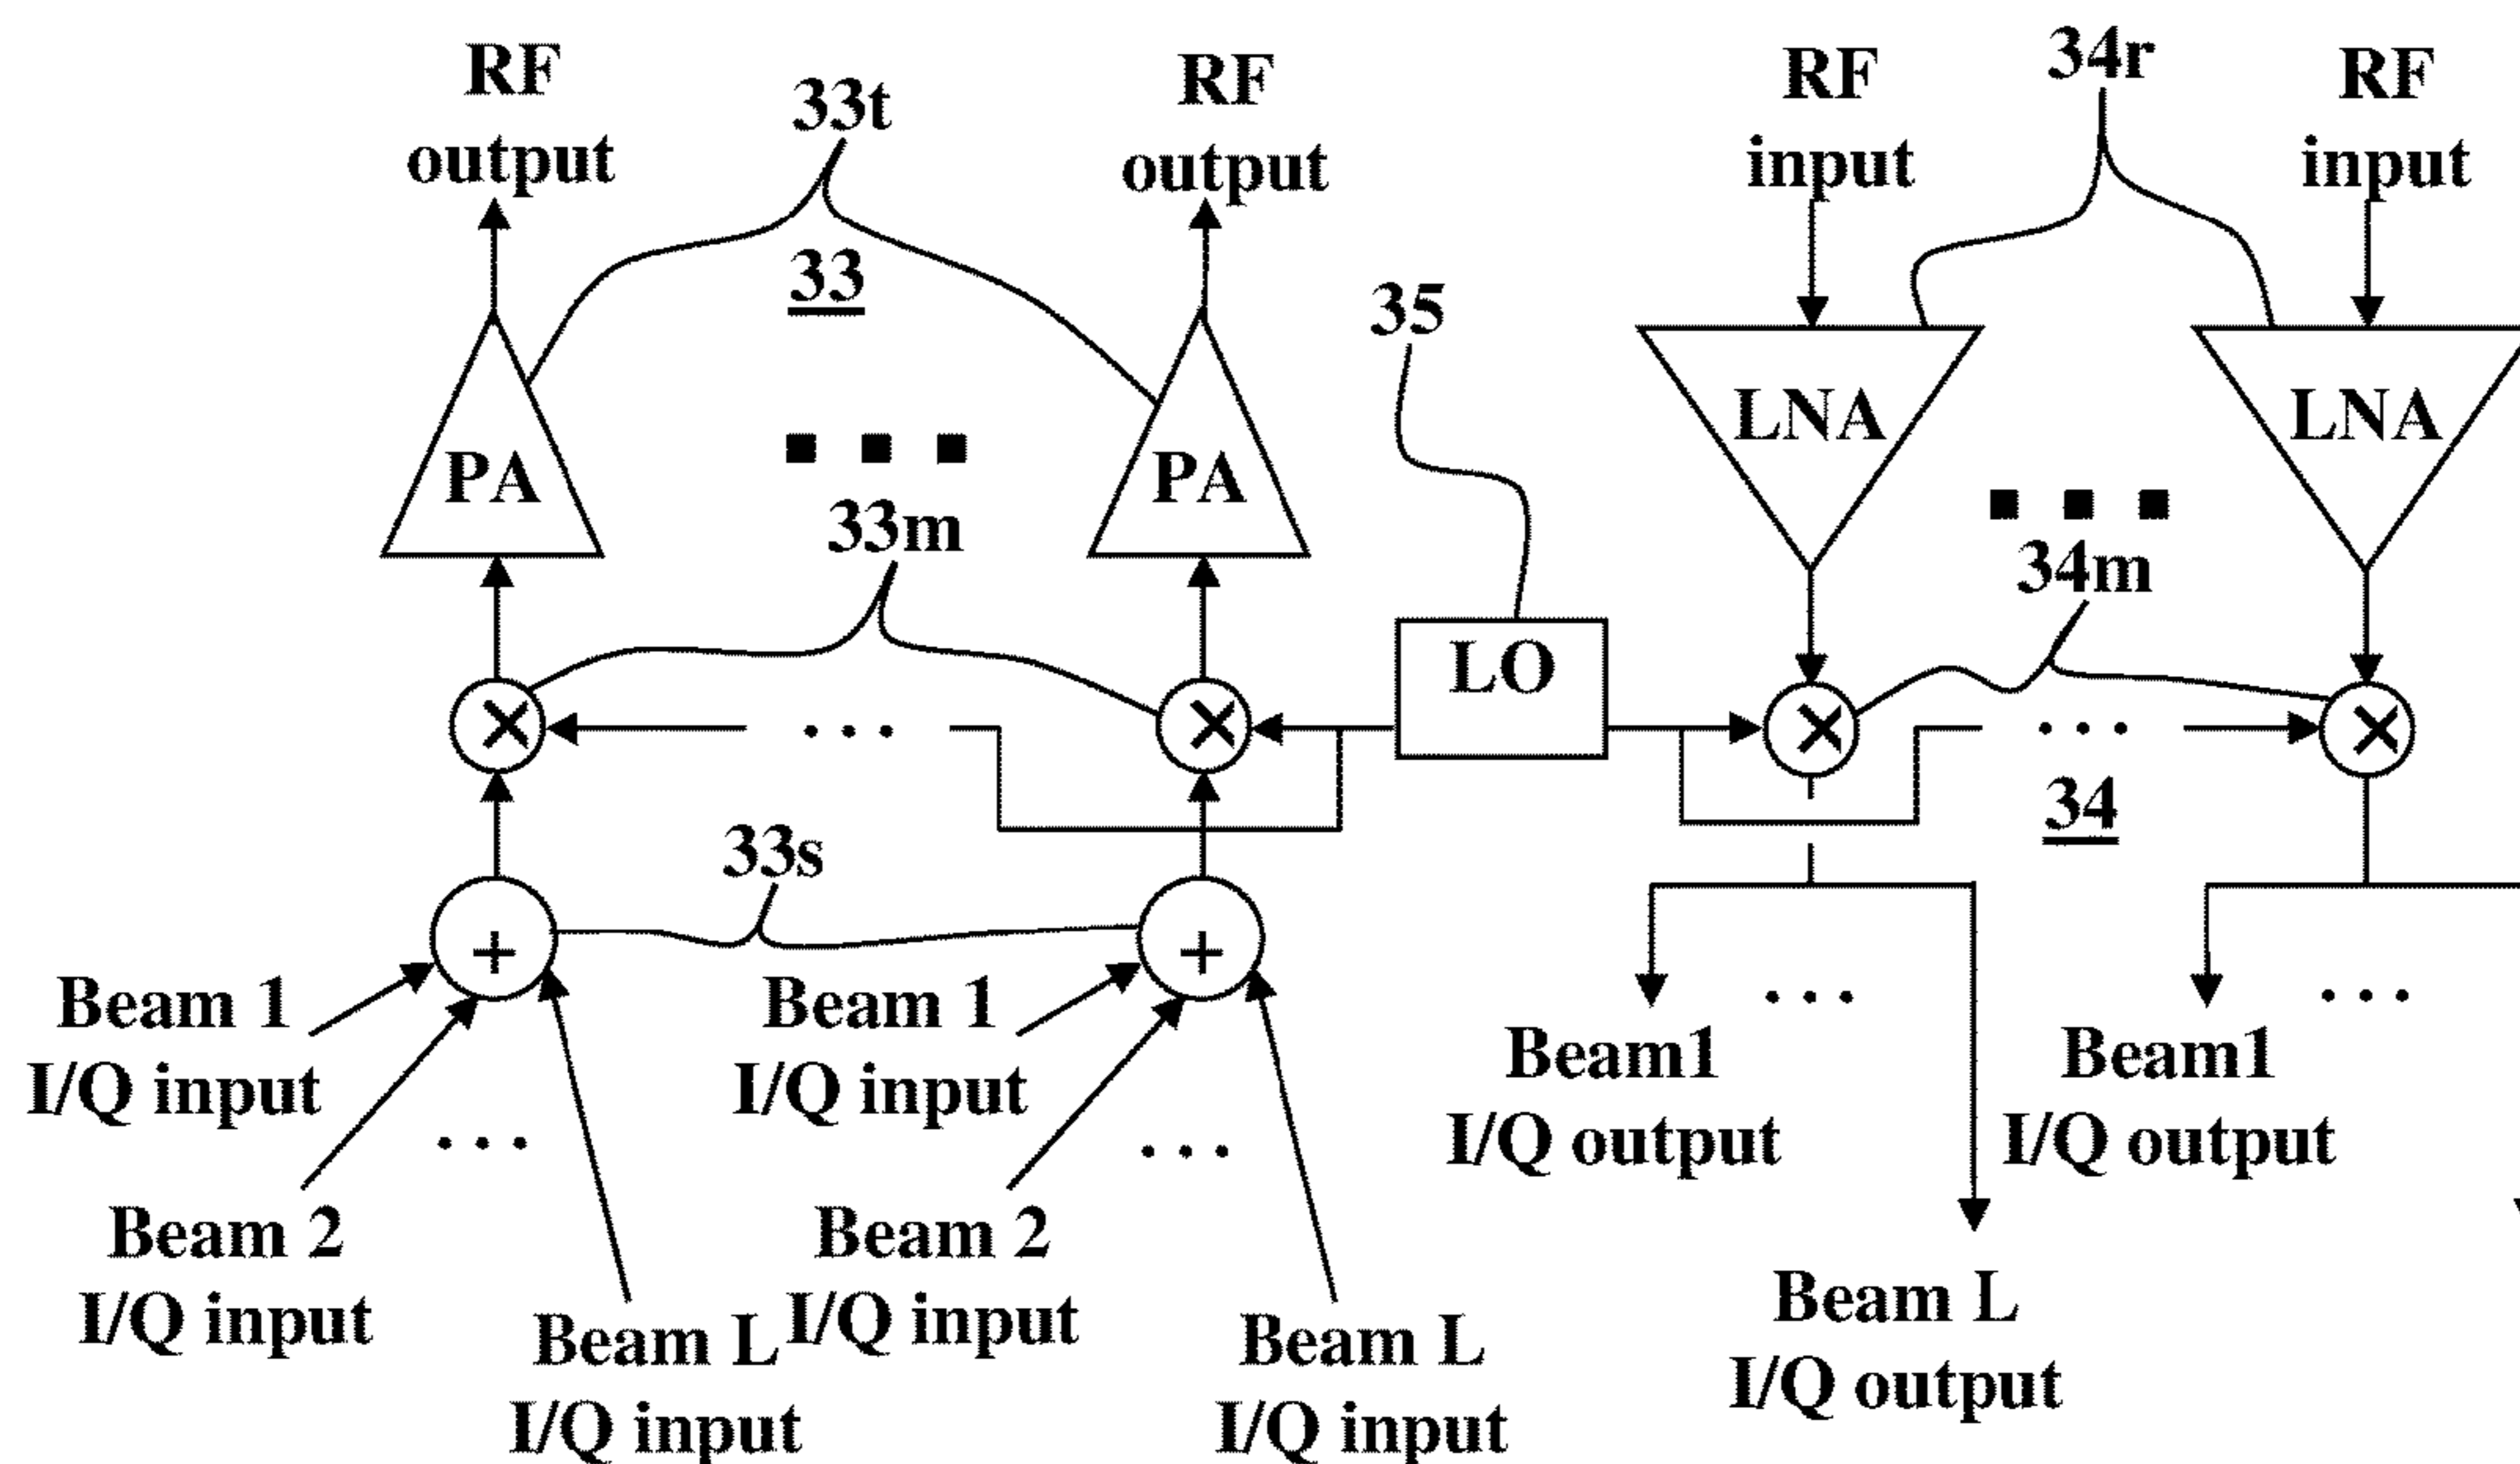 RF
output
33t
RF
output
RF
input
34r
RF
input
33
35
PA
PA
LNA
LNA
33m
34m
LO
×
×
×
×
33s
34
+
+
Beam 1
I/Q input
Beam 1
I/Q input
Beam1
I/Q output
Beam1
I/Q output
Beam 2
I/Q input
Beam 2
I/Q input
Beam L
I/Q input
Beam L
I/Q input
Beam L
I/Q output